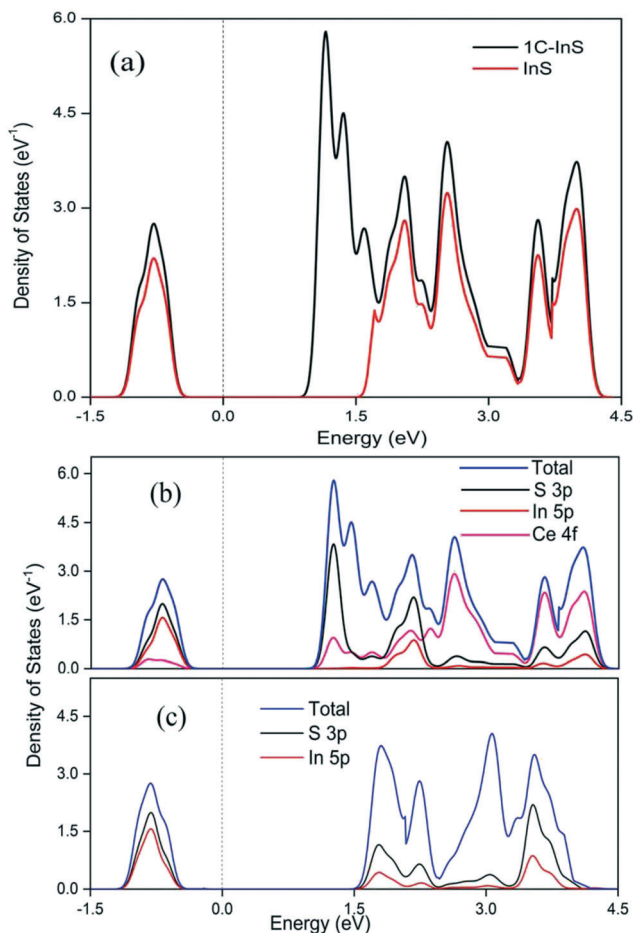 (a)
1C-InS
InS
Density of States (eV-1)
6.0
4.5
3.0
1.5
0.0
-1.5 0.0 1.5 3.0 4.5
Energy (eV)
(b)
Total
S 3p
In 5p
Ce 4f
6.0
4.5
3.0
1.5
0.0
Density of States (eV-1)
(c)
Total
S 3p
In 5p
4.5
3.0
1.5
0.0
-1.5 0.0 1.5 3.0 4.5
Energy (eV)